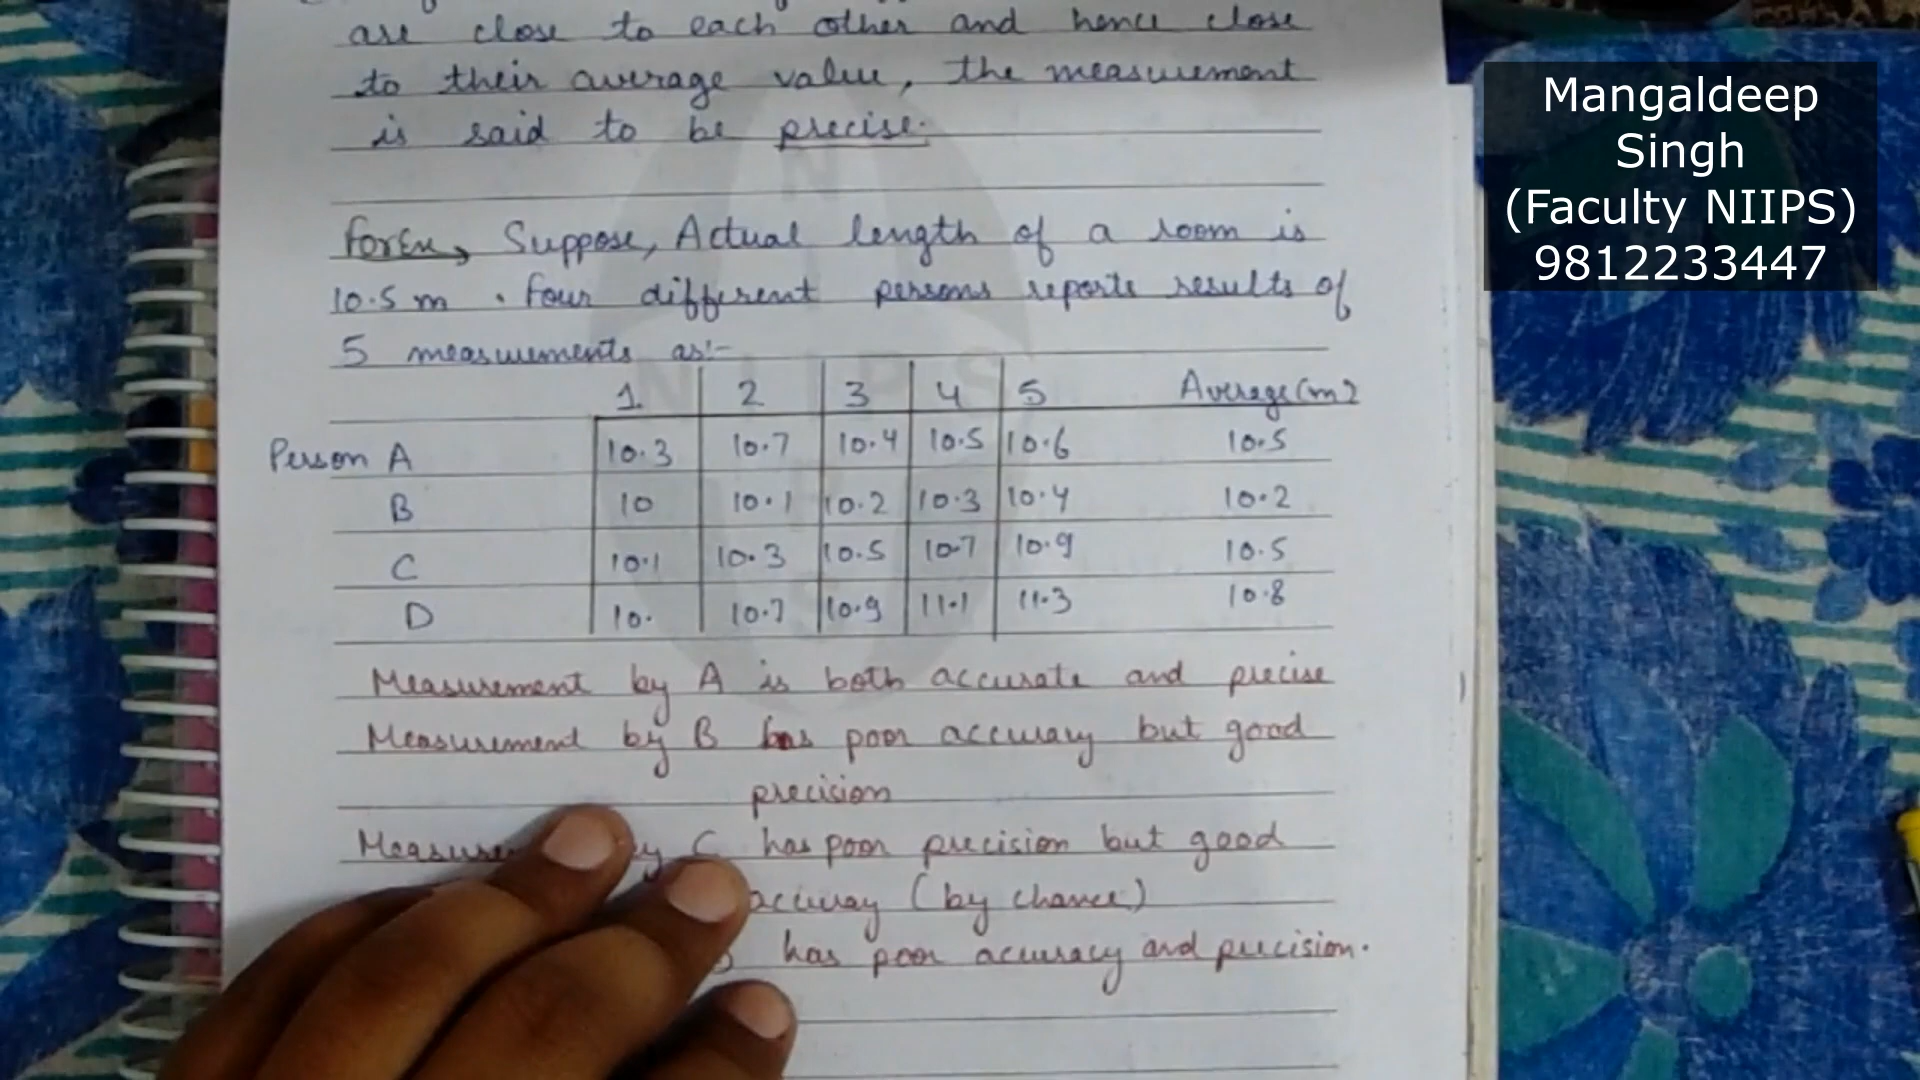 are close to each other and hence close
to their average value, the measurement
is said to be precise.
For Ex, Suppose, Actual length of a room is
10.5 m . Four different persons reports results of
5 measurements as:-
1 2 3 4 5 Average (m)
Person A 10.3 10.7 10.4 10.5 10.6 10.5
B 10 10.1 10.2 10.3 10.4 10.2
C 10.1 10.3 10.5 10.7 10.9 10.5
D 10. 10.7 10.9 11.1 11.3 10.8
Measurement by A is both accurate and precise
Measurement by B has poor accuracy but good
precision
by C has poor precision but good
accuracy (by chance)
has poor accuracy and precision.
Mangaldeep
Singh
(Faculty NIIPS)
9812233447
NIIPS